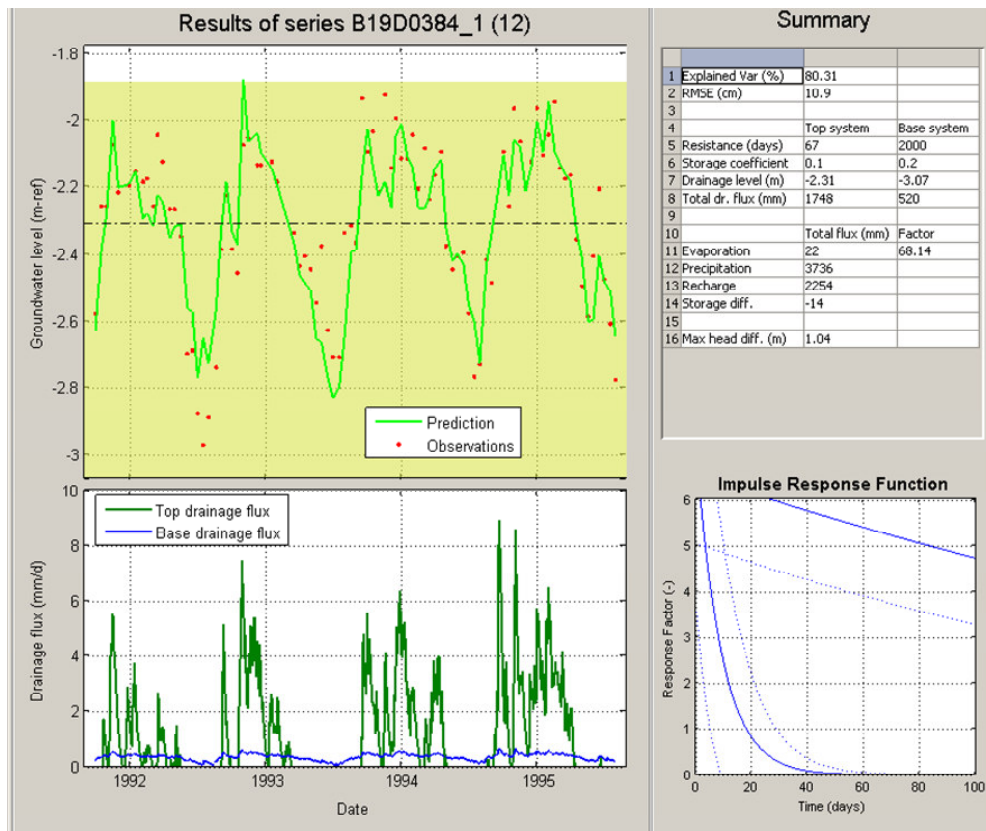 Results of series B19D0384_1 (12)
Groundwater level (m-ref)
-1.8
-2
-2.2
-2.4
-2.6
-2.8
-3
Prediction
Observations
Drainage flux (mm/d)
10
8
6
4
2
0
Top drainage flux
Base drainage flux
1992 1993 1994 1995
Date
Summary
1 Explained Var (%) 80.31
2 RMSE (cm) 10.9
3
4 Top system Base system
5 Resistance (days) 67 2000
6 Storage coefficient 0.1 0.2
7 Drainage level (m) -2.31 -3.07
8 Total dr. flux (mm) 1748 520
9
10 Total flux (mm) Factor
11 Evaporation 22 68.14
12 Precipitation 3736
13 Recharge 2254
14 Storage diff. -14
15
16 Max head diff. (m) 1.04
Impulse Response Function
Response Factor (-)
6
5
4
3
2
1
0
0 20 40 60 80 100
Time (days)